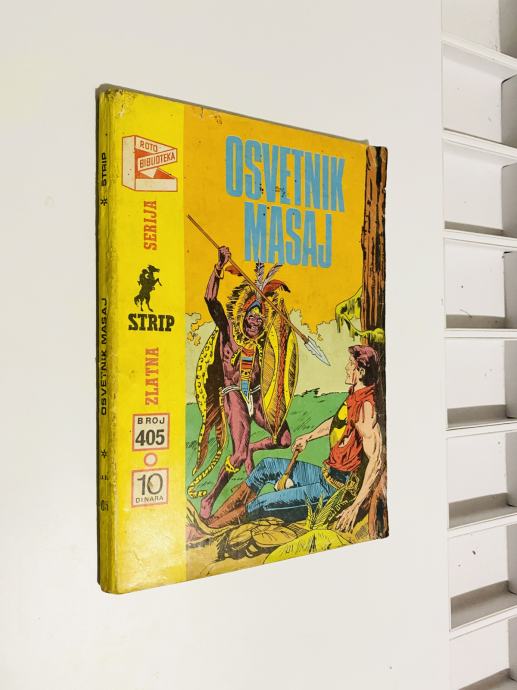 STRIP
*
OSVETNIK MASAJ
*
ROTO
BIBLIOTEKA
ZLATNA
STRIP
SERIJA
BROJ
405
10
DINARA
OSVETNIK
MASAJ